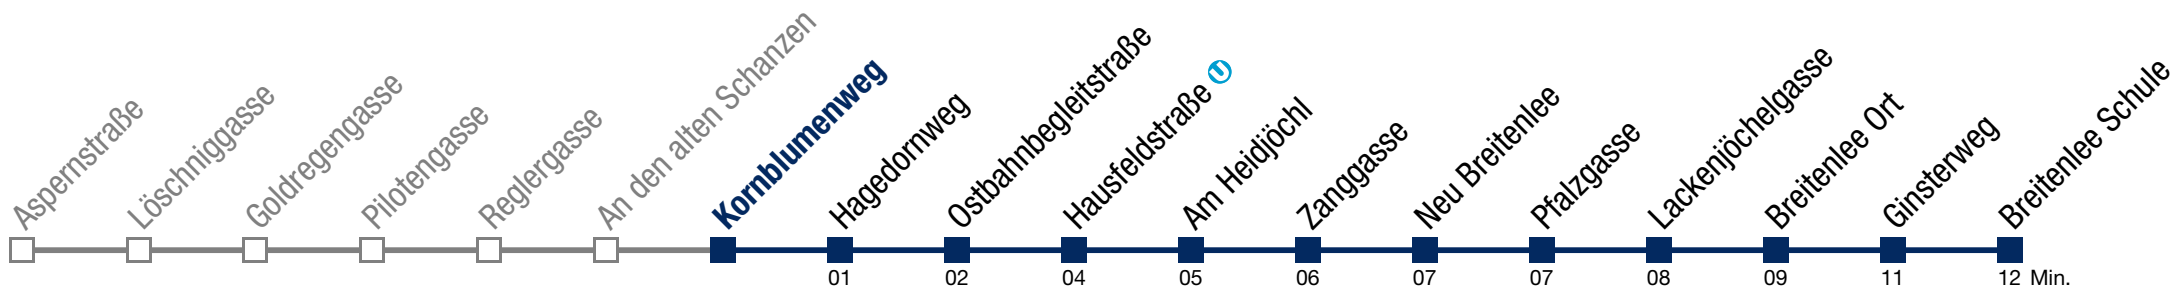 Aspernstraße
Löschniggasse
Goldregengasse
Pilotengasse
Reglergasse
An den alten Schanzen
Kornblumenweg
Hagedornweg
Ostbahnbegleitstraße
Hausfeldstraße U
Am Heidjöchl
Zanggasse
Neu Breitenlee
Pfalzgasse
Lackenjöchelgasse
Breitenlee Ort
Ginsterweg
Breitenlee Schule
01 02 04 05 06 07 07 08 09 11 12 Min.